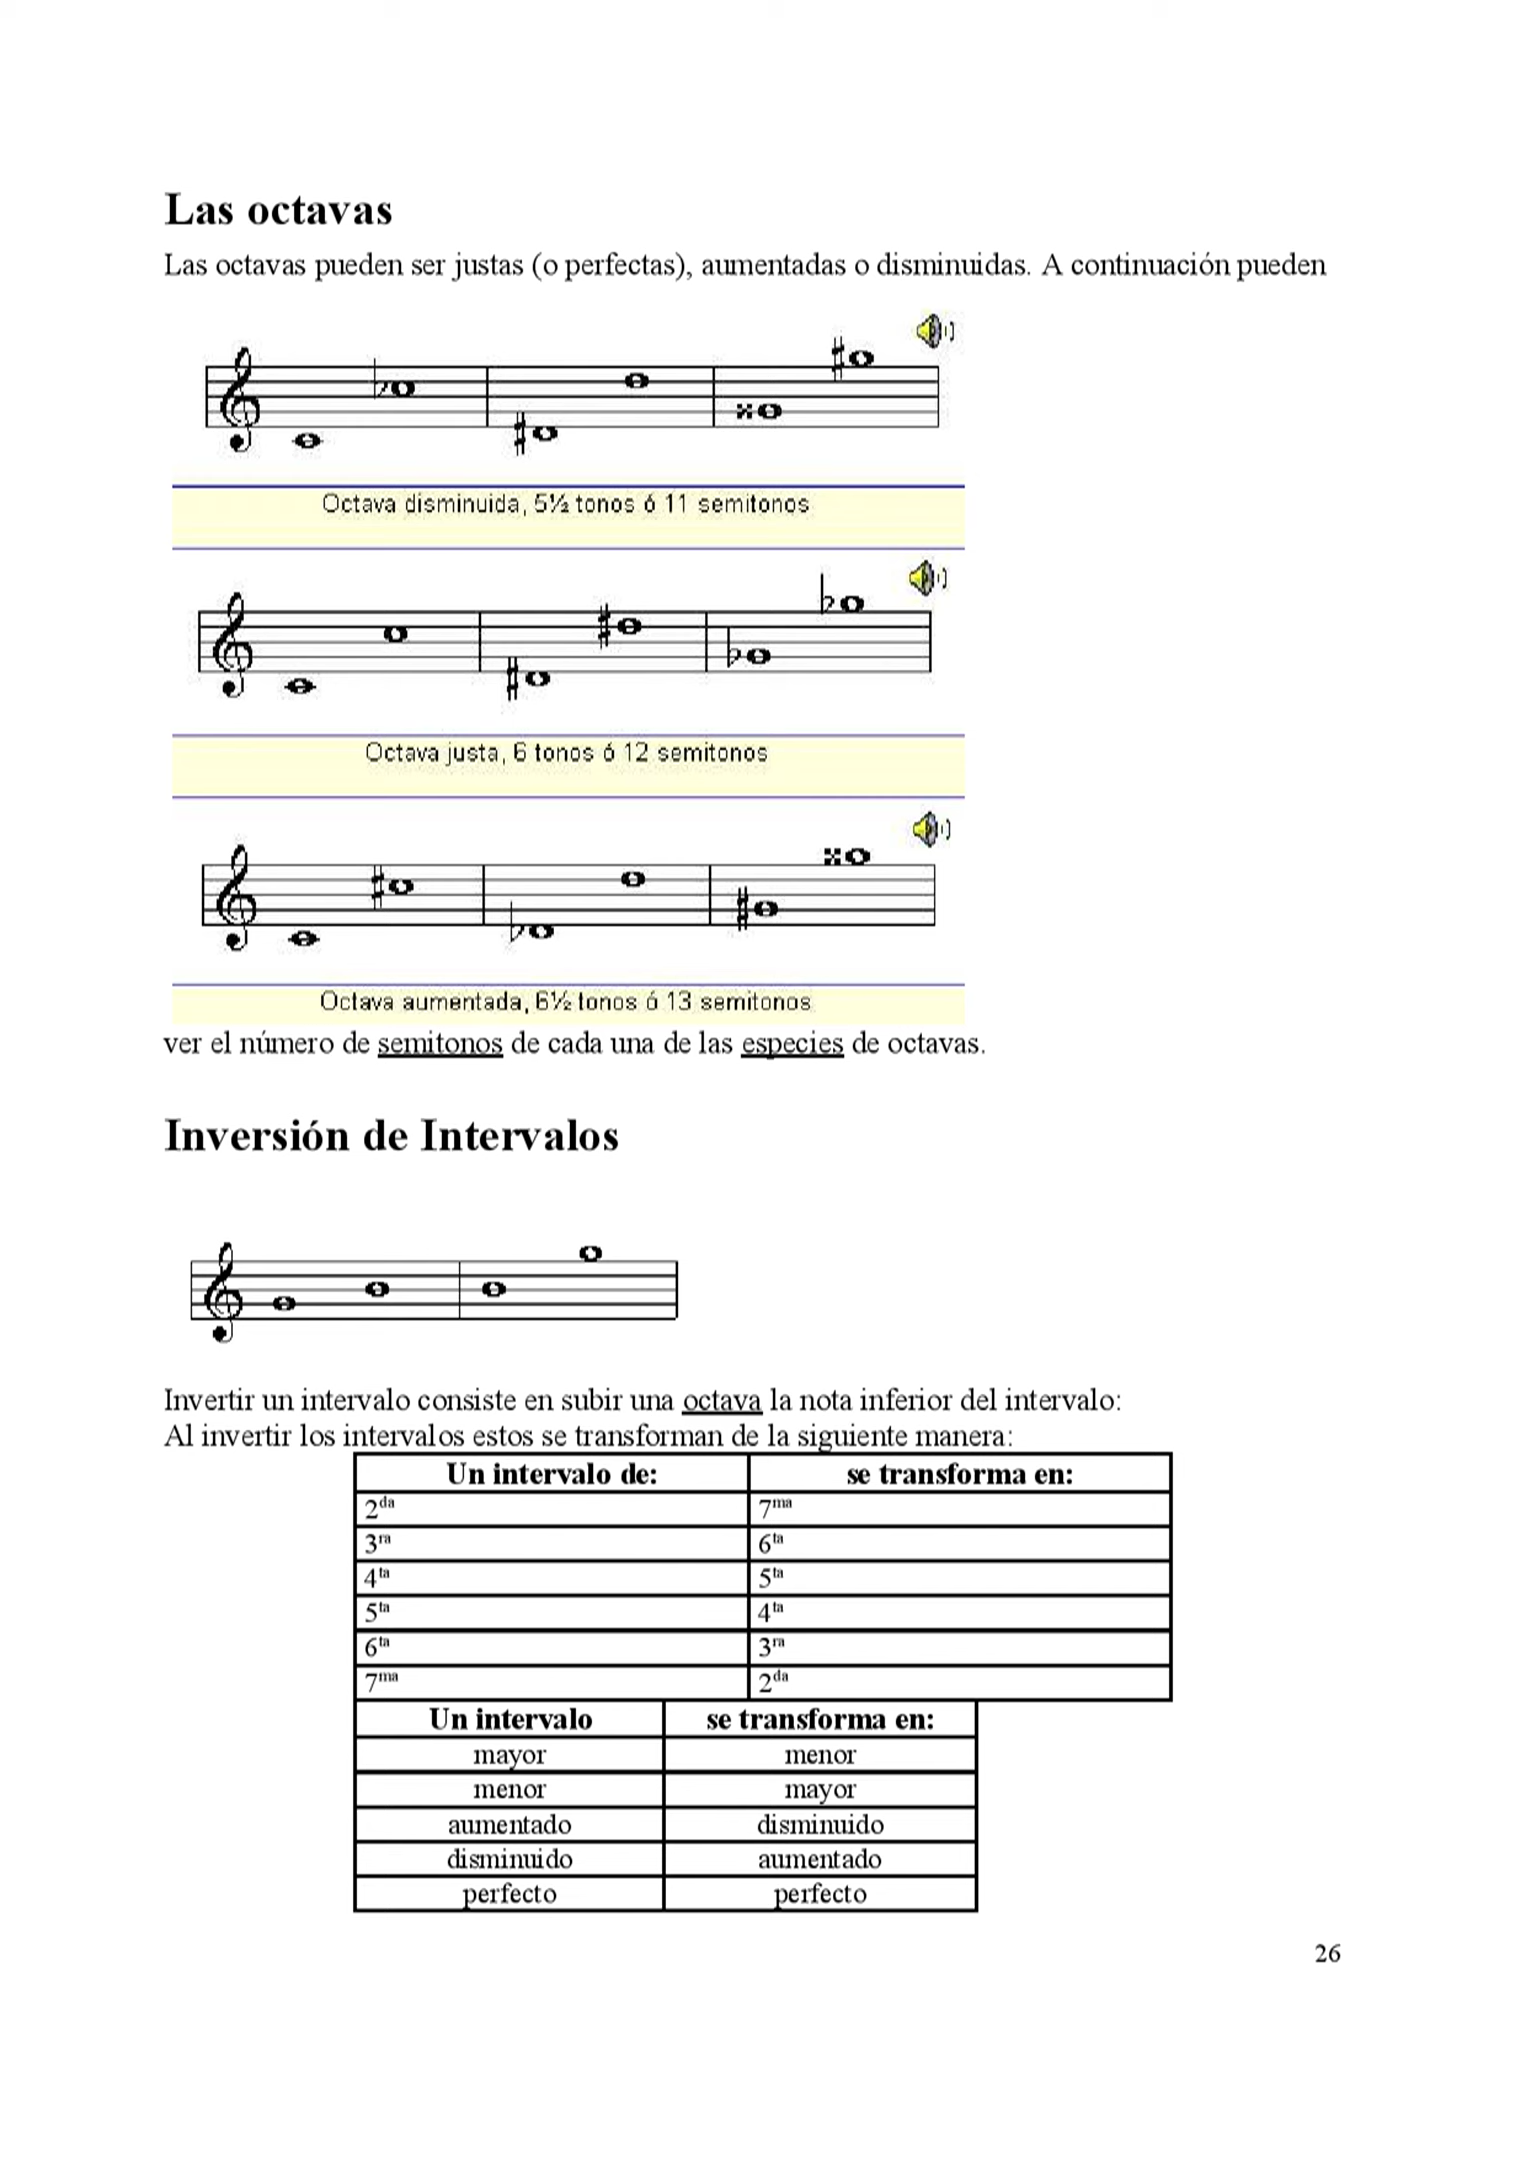 Las octavas
Las octavas pueden ser justas (o perfectas), aumentadas o disminuidas. A continuación pueden
Octava disminuida, 5½ tonos ó 11 semitonos
Octava justa, 6 tonos ó 12 semitonos
Octava aumentada, 6½ tonos ó 13 semitonos
ver el número de semitonos de cada una de las especies de octavas.
Inversión de Intervalos
Invertir un intervalo consiste en subir una octava la nota inferior del intervalo:
Al invertir los intervalos estos se transforman de la siguiente manera:
Un intervalo de: se transforma en:
2da 7ma
3ra 6ta
4ta 5ta
5ta 4ta
6ta 3ra
7ma 2da
Un intervalo se transforma en:
mayor menor
menor mayor
aumentado disminuido
disminuido aumentado
perfecto perfecto
26